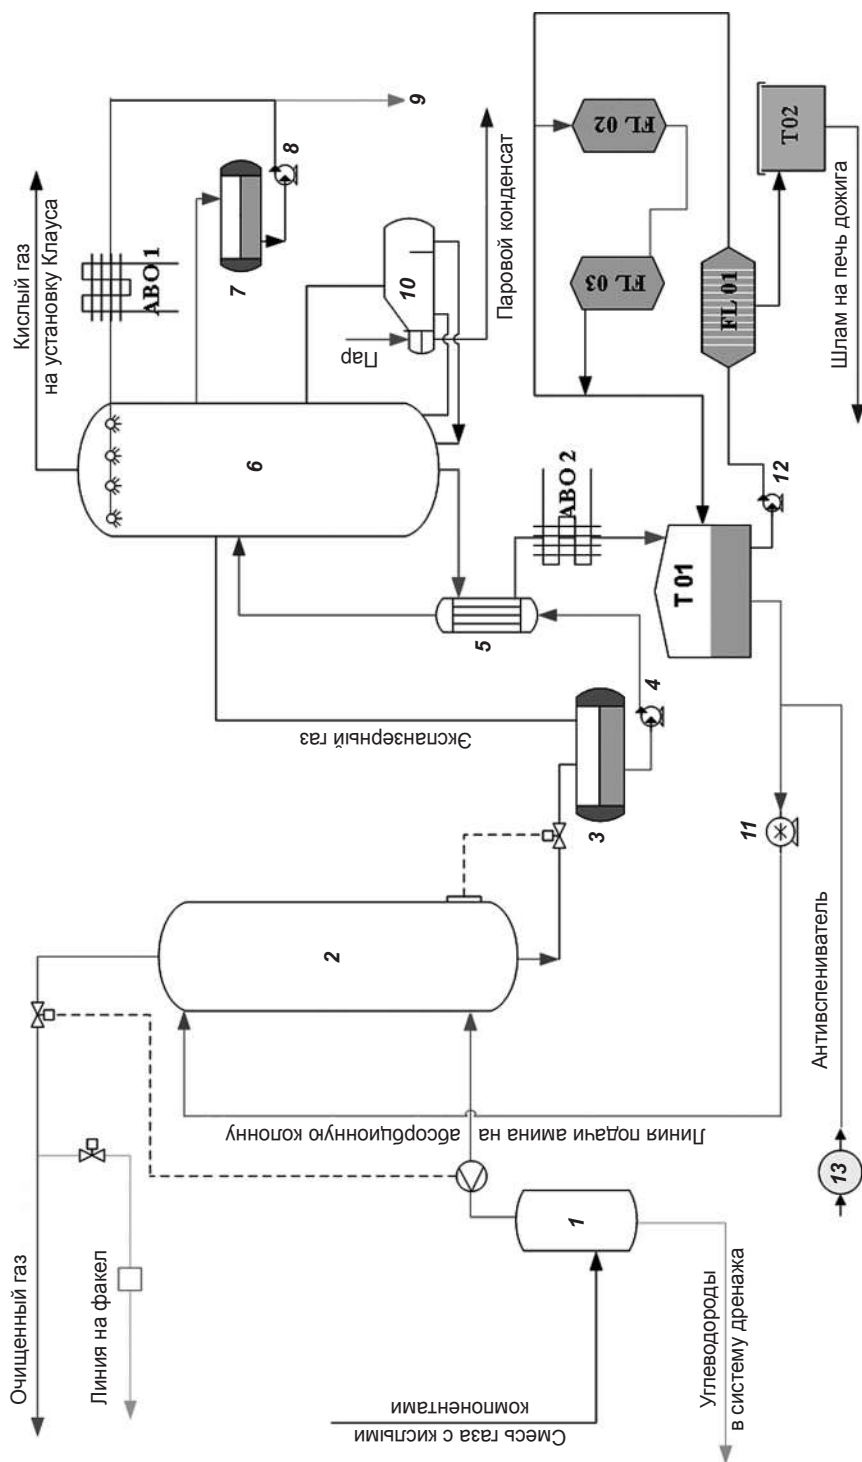 Очищенный газ
Линия на факел
Смесь газа с кислыми
компонентами
Углеводороды
в систему дренажа
1
13
Линия подачи амина на абсорбционную колонну
Антивспениватель
2
11
3
4
Экспанзерный газ
5
T 01
12
АВО 2
6
Кислый газ
на установку Клауса
АВО 1
7
8
9
Пар
10
Паровой конденсат
FL 03
FL 02
FL 01
T02
Шлам на печь дожига